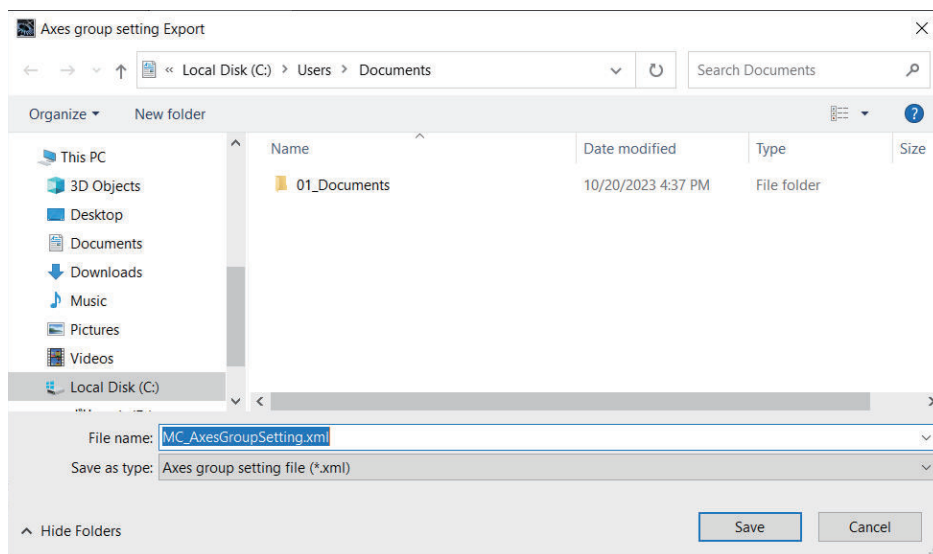 Axes group setting Export
« Local Disk (C:) > Users > Documents
Search Documents
Organize
New folder
Name
Date modified
Type
Size
This PC
3D Objects
Desktop
Documents
Downloads
Music
Pictures
Videos
Local Disk (C:)
01_Documents
10/20/2023 4:37 PM
File folder
File name: MC_AxesGroupSetting.xml
Save as type: Axes group setting file (*.xml)
Hide Folders
Save
Cancel